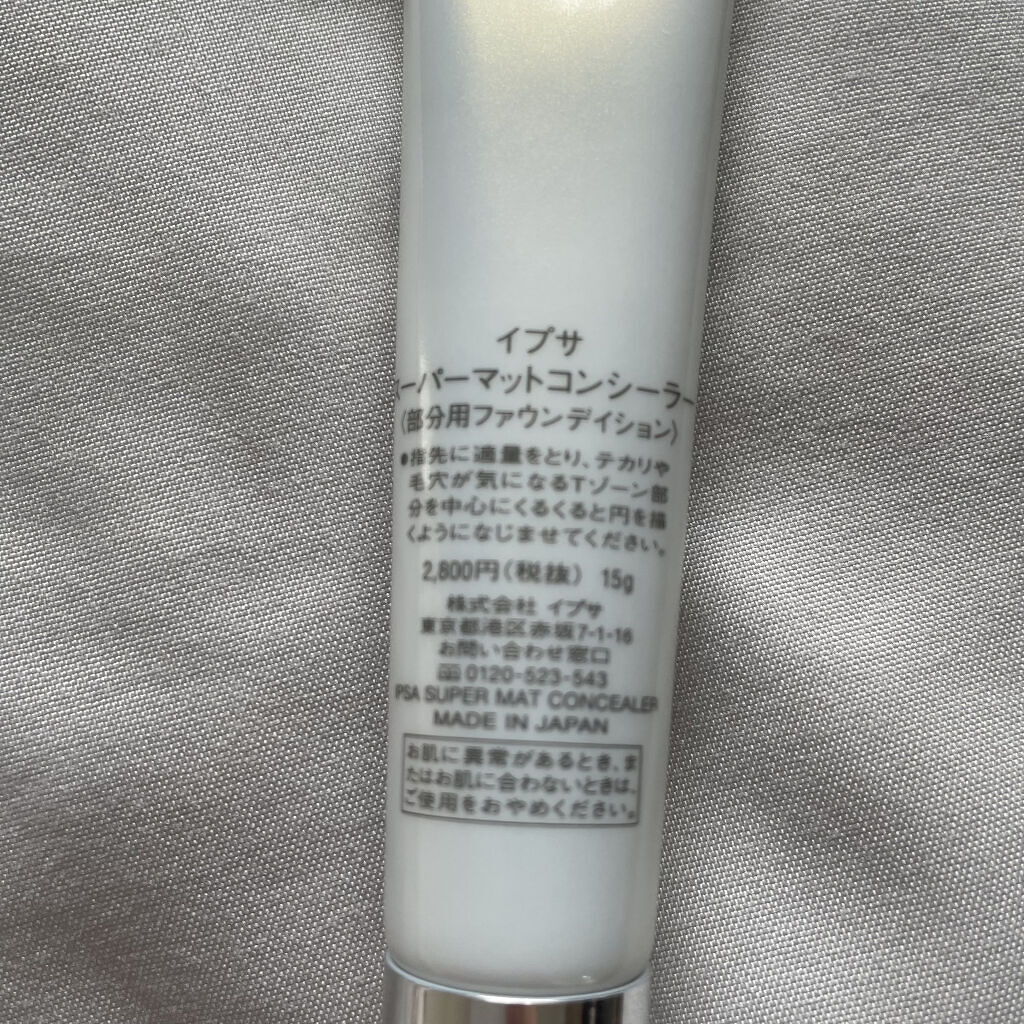 イプサ
ーパーマットコンシーラー
〈部分用ファウンデイション〉
●指先に適量をとり、テカリや
毛穴が気になるTゾーン部
分を中心にくるくると円を描
くようになじませてください。
2,800円(税抜) 15g
株式会社 イプサ
東京都港区赤坂7-1-16
お問い合わせ窓口
0120-523-543
PSA SUPER MAT CONCEALER
MADE IN JAPAN
お肌に異常があるとき、ま
たはお肌に合わないときは、
ご使用をおやめください。